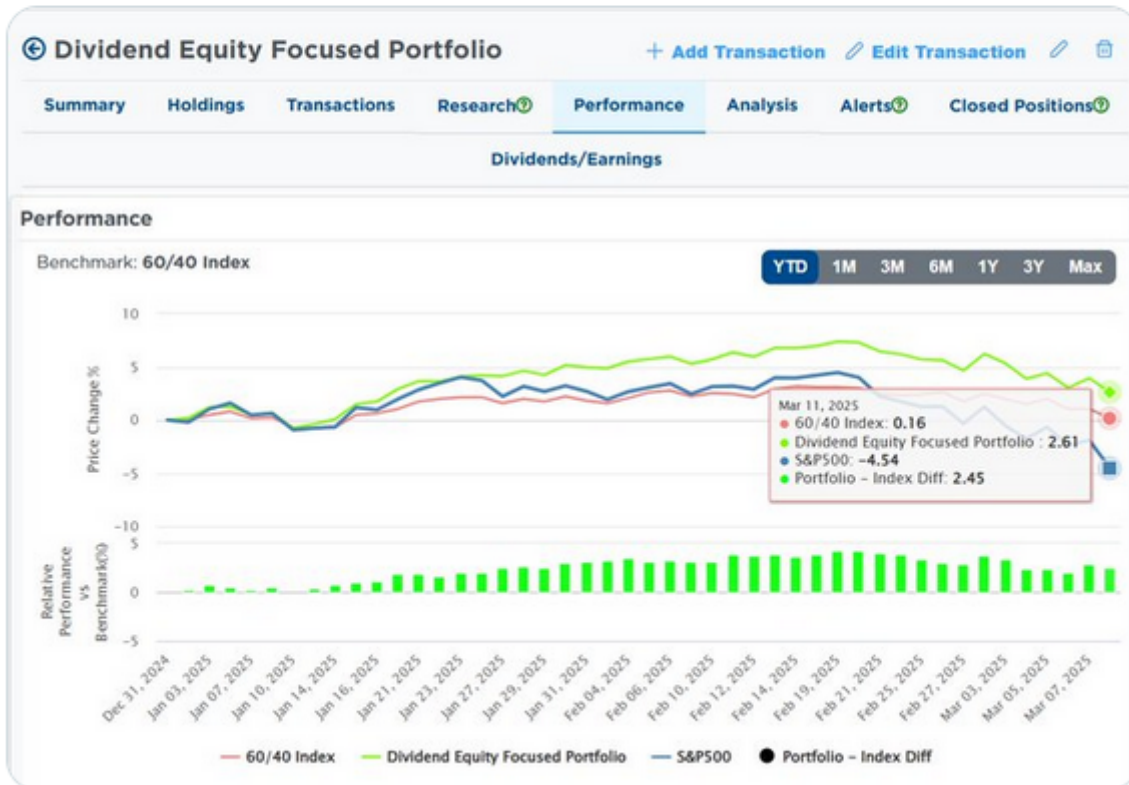 Dividend Equity Focused Portfolio + Add Transaction Edit Transaction
Summary Holdings Transactions Research? Performance Analysis Alerts? Closed Positions?
Dividends/Earnings
Performance
Benchmark: 60/40 Index
YTD 1M 3M 6M 1Y 3Y Max
Price Change %
10
5
0
-5
-10
Mar 11, 2025
60/40 Index: 0.16
Dividend Equity Focused Portfolio : 2.61
S&P500: -4.54
Portfolio - Index Diff: 2.45
Relative
Performance
vs
Benchmark(%)
5
0
-5
Dec 31, 2024
Jan 03, 2025
Jan 07, 2025
Jan 10, 2025
Jan 14, 2025
Jan 16, 2025
Jan 21, 2025
Jan 23, 2025
Jan 27, 2025
Jan 29, 2025
Jan 31, 2025
Feb 04, 2025
Feb 06, 2025
Feb 10, 2025
Feb 12, 2025
Feb 14, 2025
Feb 19, 2025
Feb 21, 2025
Feb 25, 2025
Feb 27, 2025
Mar 03, 2025
Mar 05, 2025
Mar 07, 2025
60/40 Index Dividend Equity Focused Portfolio S&P500 Portfolio - Index Diff